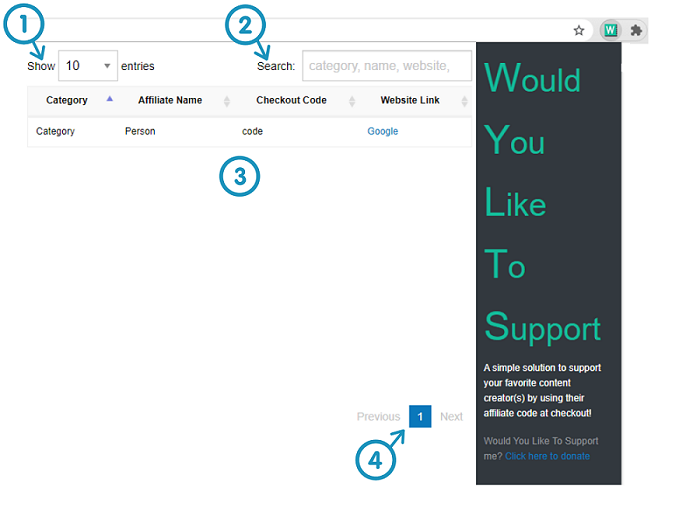 1
2
W
Show 10 entries
Search: category, name, website,
Category Affiliate Name Checkout Code Website Link
Category Person code Google
3
Previous 1 Next
4
Would
You
Like
To
Support
A simple solution to support
your favorite content
creator(s) by using their
affiliate code at checkout!
Would You Like To Support
me? Click here to donate